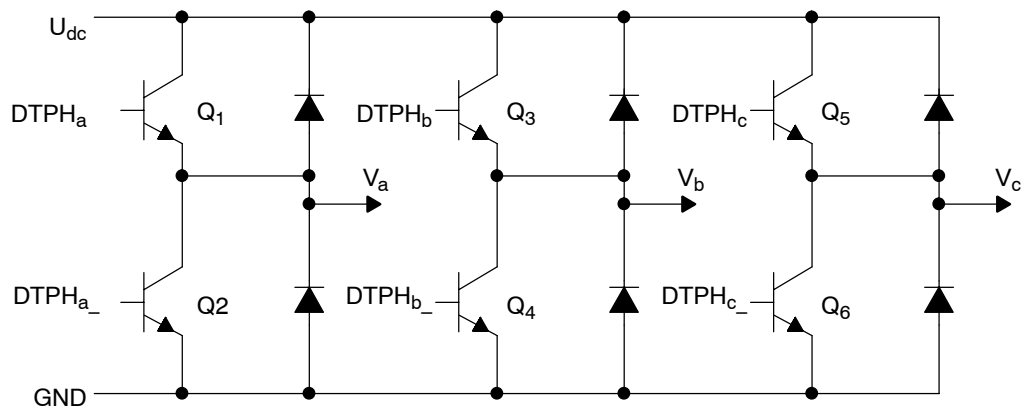 U_dc
DTPH_a Q_1 DTPH_b Q_3 DTPH_c Q_5
V_a V_b V_c
DTPH_a_ Q2 DTPH_b_ Q_4 DTPH_c_ Q_6
GND